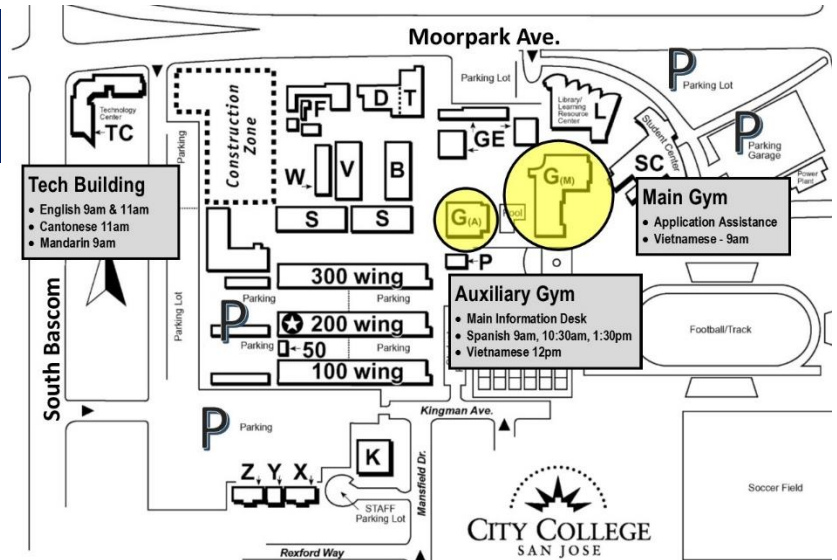 Moorpark Ave.
Parking Lot
P
Parking Lot
Technology
Center
TC
Parking
Construction
Zone
PF
D
T
GE
Library/
Learning
Resource
Center
L
Student Center
SC
P
Parking
Garage
Power
Plant
W
V
B
S
S
G(A)
Pool
G(M)
P
Tech Building
• English 9am & 11am
• Cantonese 11am
• Mandarin 9am
Main Gym
• Application Assistance
• Vietnamese - 9am
Auxiliary Gym
• Main Information Desk
• Spanish 9am, 10:30am, 1:30pm
• Vietnamese 12pm
South Bascom
Parking Lot
300 wing
Parking
Parking
P
Parking
200 wing
50
Parking
100 wing
Football/Track
P
Parking
Kingman Ave.
Z Y X
K
STAFF
Parking Lot
Mansfield Dr.
Rexford Way
Soccer Field
CITY COLLEGE
SAN JOSE